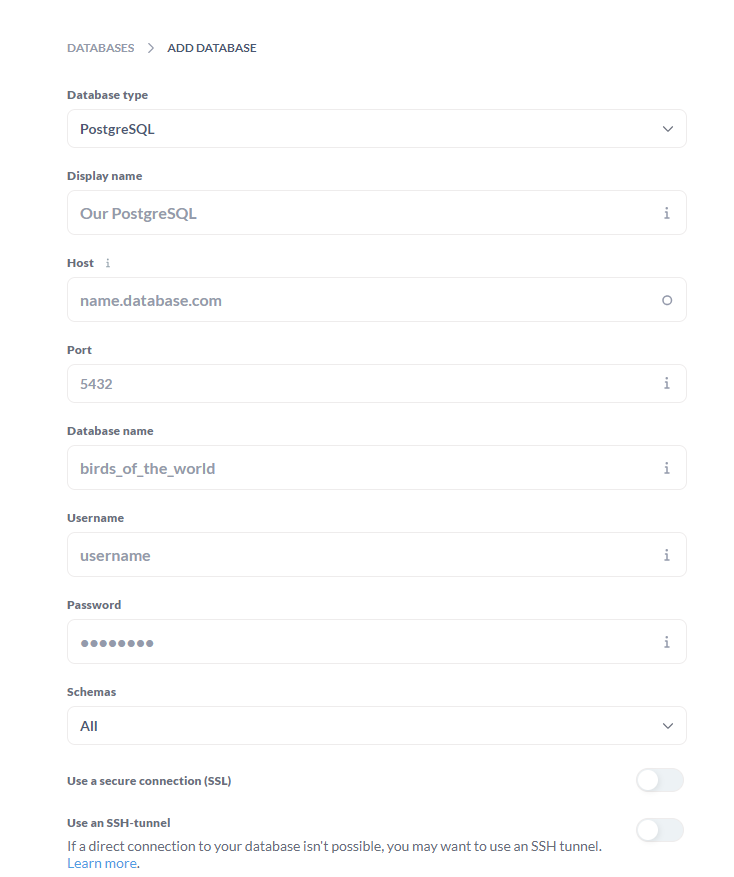 DATABASES > ADD DATABASE
Database type
PostgreSQL
Display name
Our PostgreSQL
Host i
name.database.com
Port
5432
Database name
birds_of_the_world
Username
username
Password
●●●●●●●●
Schemas
All
Use a secure connection (SSL)
Use an SSH-tunnel
If a direct connection to your database isn't possible, you may want to use an SSH tunnel.
Learn more.